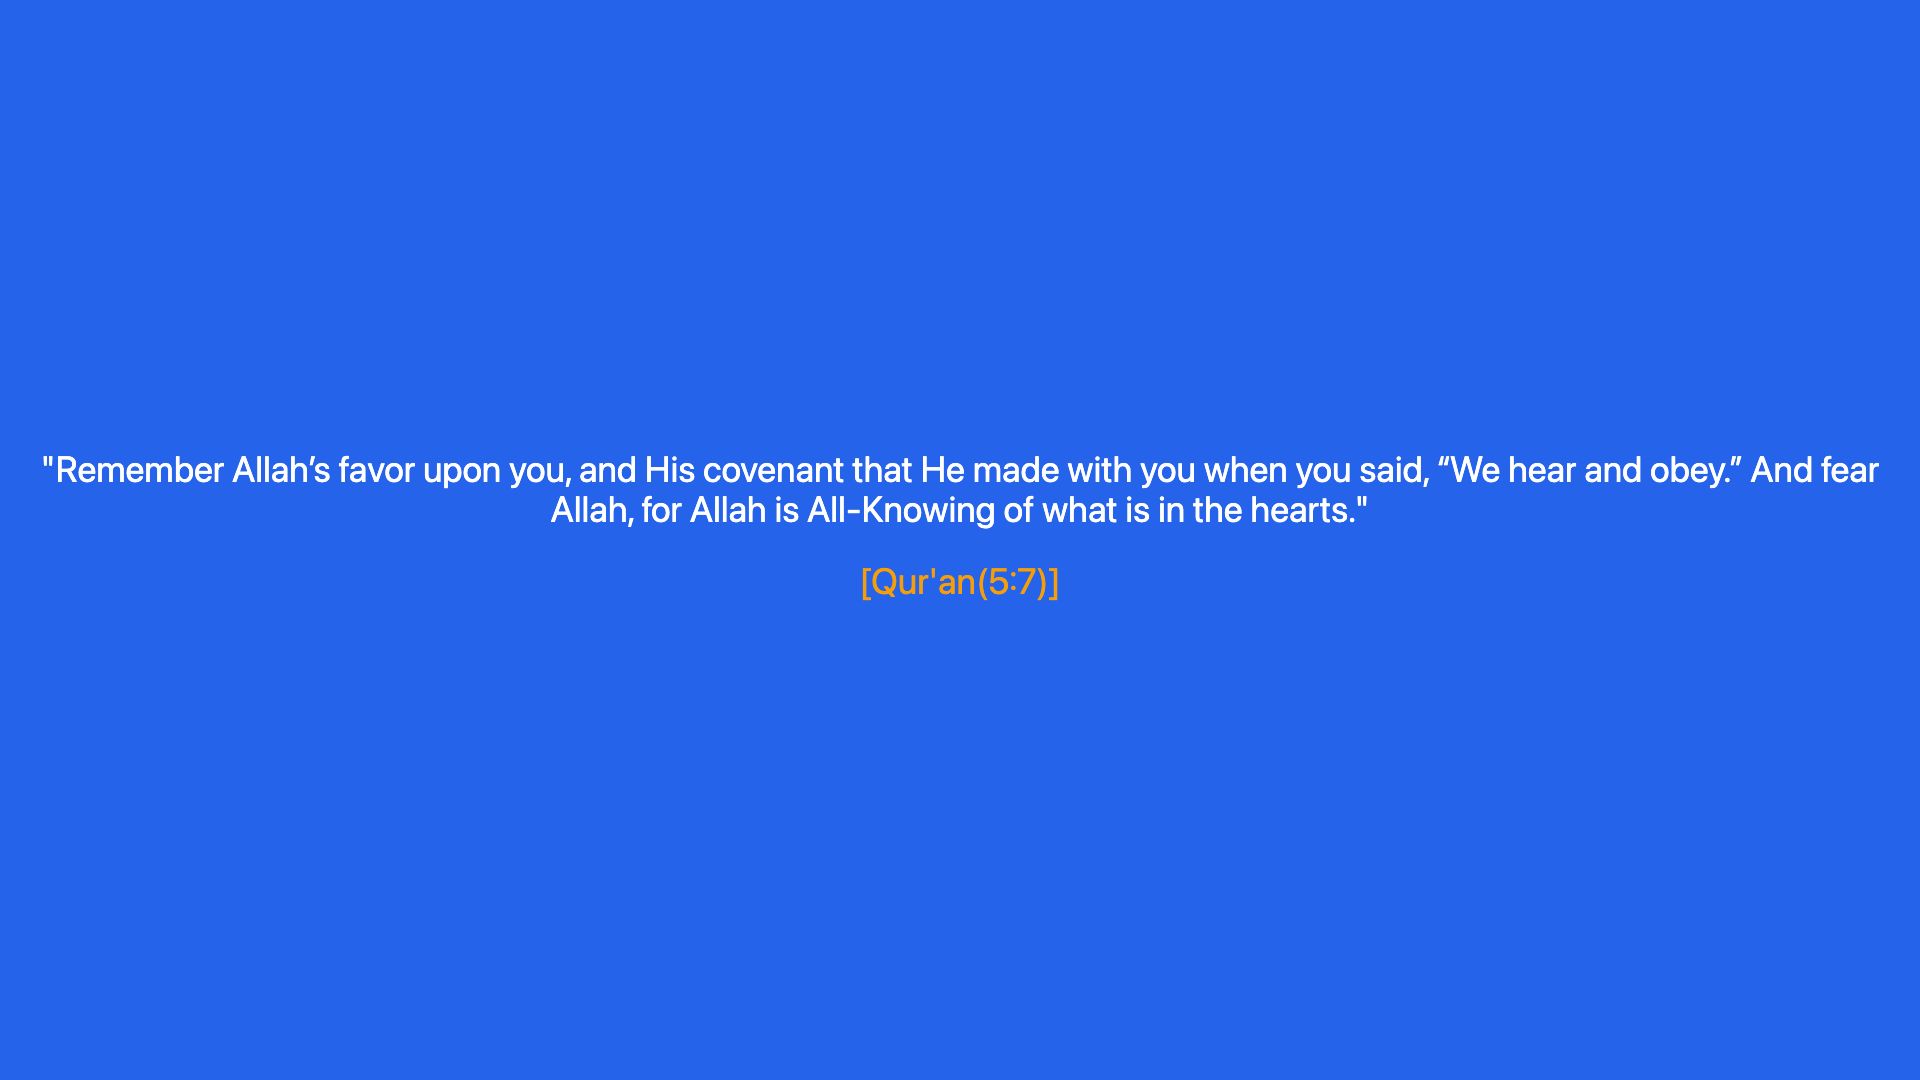 "Remember Allah’s favor upon you, and His covenant that He made with you when you said, “We hear and obey.” And fear
Allah, for Allah is All-Knowing of what is in the hearts."
[Qur'an(5:7)]